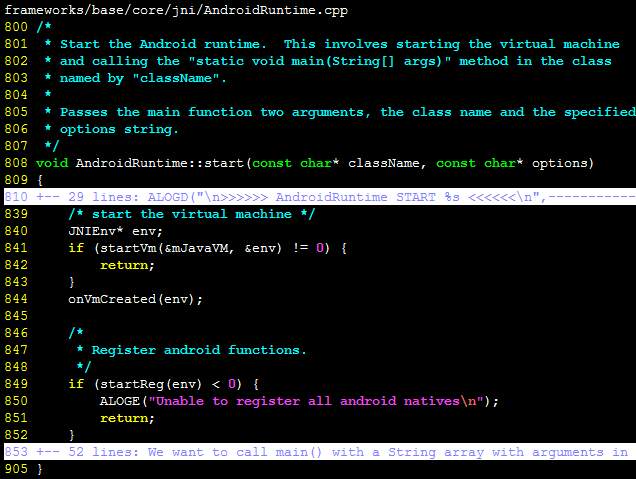 frameworks/base/core/jni/AndroidRuntime.cpp
800 /*
801  * Start the Android runtime.  This involves starting the virtual machine
802  * and calling the "static void main(String[] args)" method in the class
803  * named by "className".
804  *
805  * Passes the main function two arguments, the class name and the specified
806  * options string.
807  */
808 void AndroidRuntime::start(const char* className, const char* options)
809 {
810 +-- 29 lines: ALOGD("\n>>>>>> AndroidRuntime START %s <<<<<<\n",-----------
839     /* start the virtual machine */
840     JNIEnv* env;
841     if (startVm(&mJavaVM, &env) != 0) {
842         return;
843     }
844     onVmCreated(env);
845
846     /*
847      * Register android functions.
848      */
849     if (startReg(env) < 0) {
850         ALOGE("Unable to register all android natives\n");
851         return;
852     }
853 +-- 52 lines: We want to call main() with a String array with arguments in
905 }